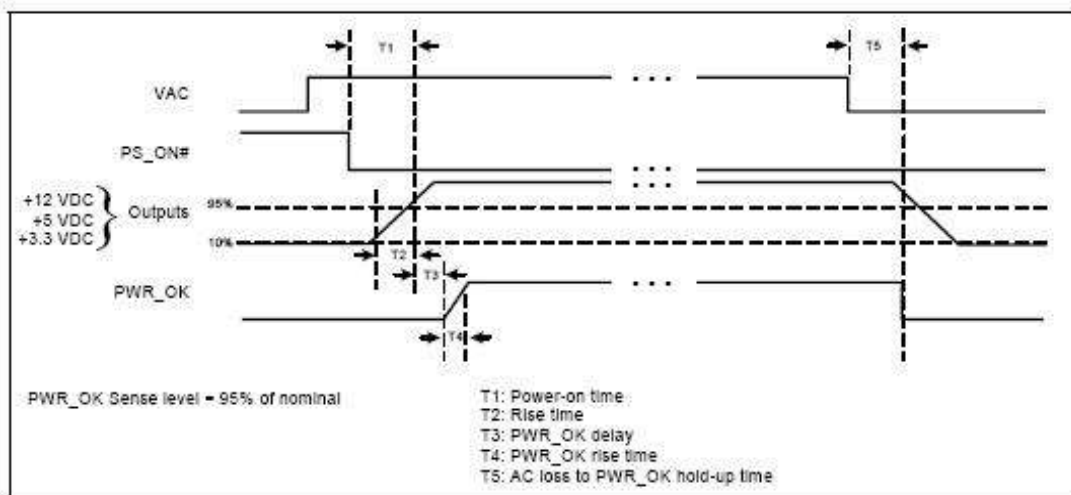 T1
T5
VAC
PS_ON#
+12 VDC
+5 VDC
+3.3 VDC
Outputs
95%
10%
T2
T3
PWR_OK
T4
PWR_OK Sense level = 95% of nominal
T1: Power-on time
T2: Rise time
T3: PWR_OK delay
T4: PWR_OK rise time
T5: AC loss to PWR_OK hold-up time